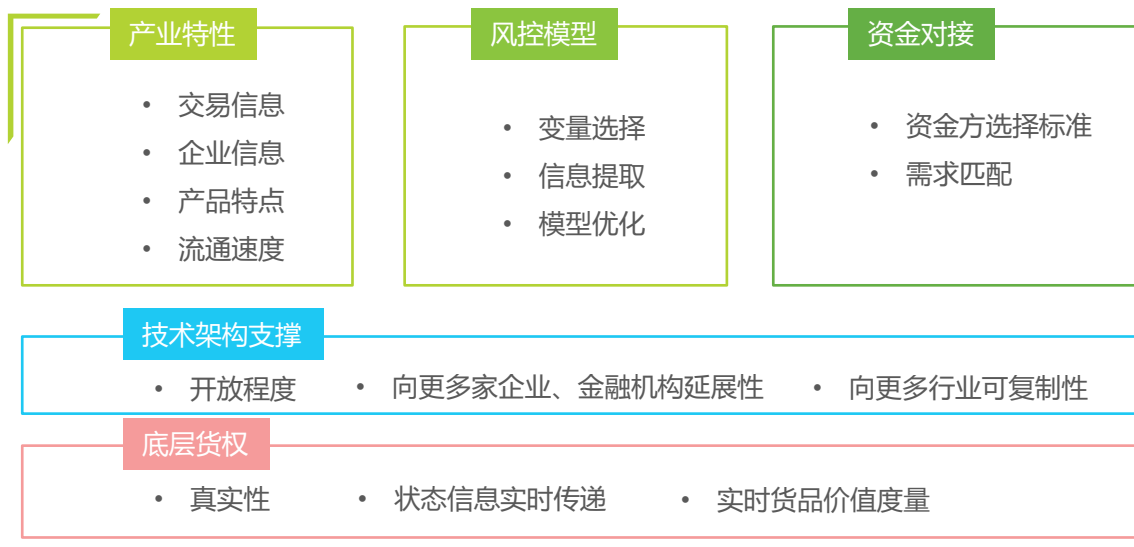 产业特性
• 交易信息
• 企业信息
• 产品特点
• 流通速度
风控模型
• 变量选择
• 信息提取
• 模型优化
资金对接
• 资金方选择标准
• 需求匹配
技术架构支撑
• 开放程度 • 向更多家企业、金融机构延展性 • 向更多行业可复制性
底层货权
• 真实性 • 状态信息实时传递 • 实时货品价值度量